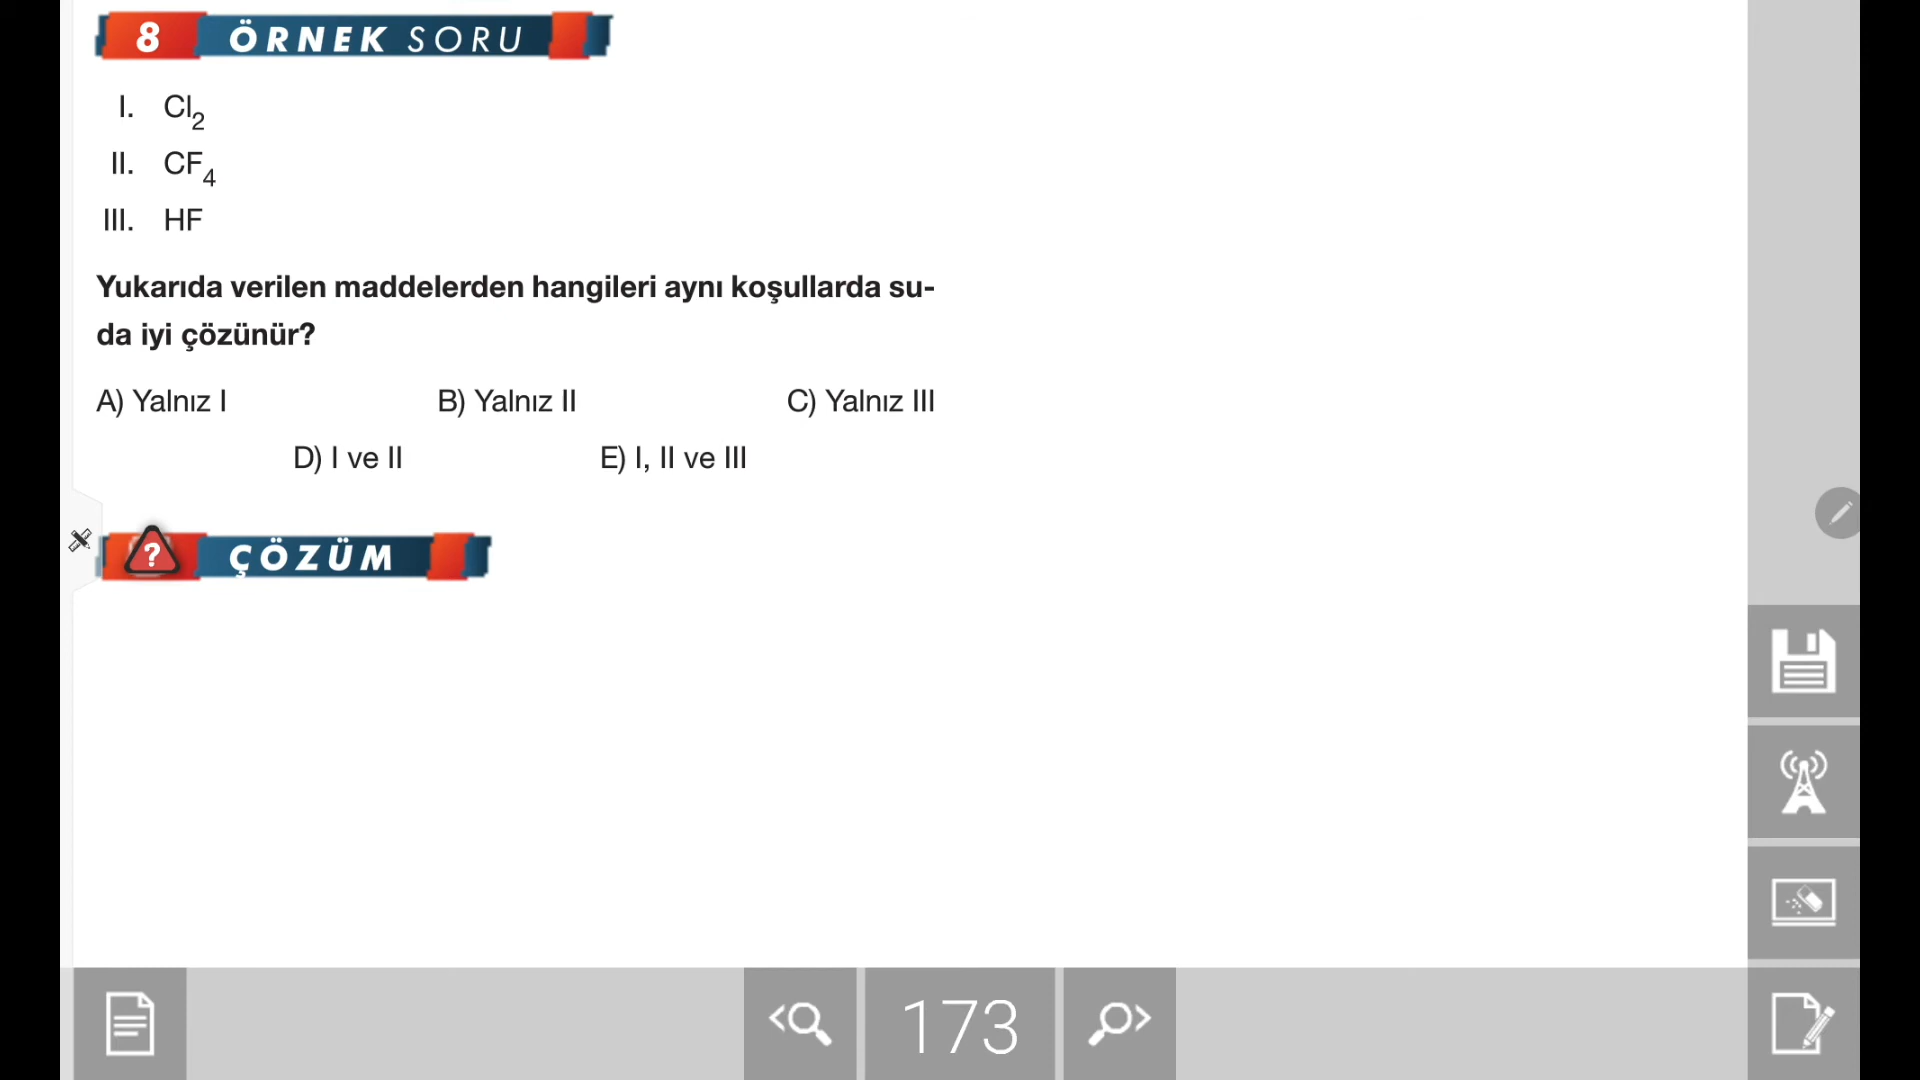 8 ÖRNEK SORU
I. Cl₂
II. CF₄
III. HF
Yukarıda verilen maddelerden hangileri aynı koşullarda su-
da iyi çözünür?
A) Yalnız I B) Yalnız II C) Yalnız III
D) I ve II E) I, II ve III
? ÇÖZÜM
173